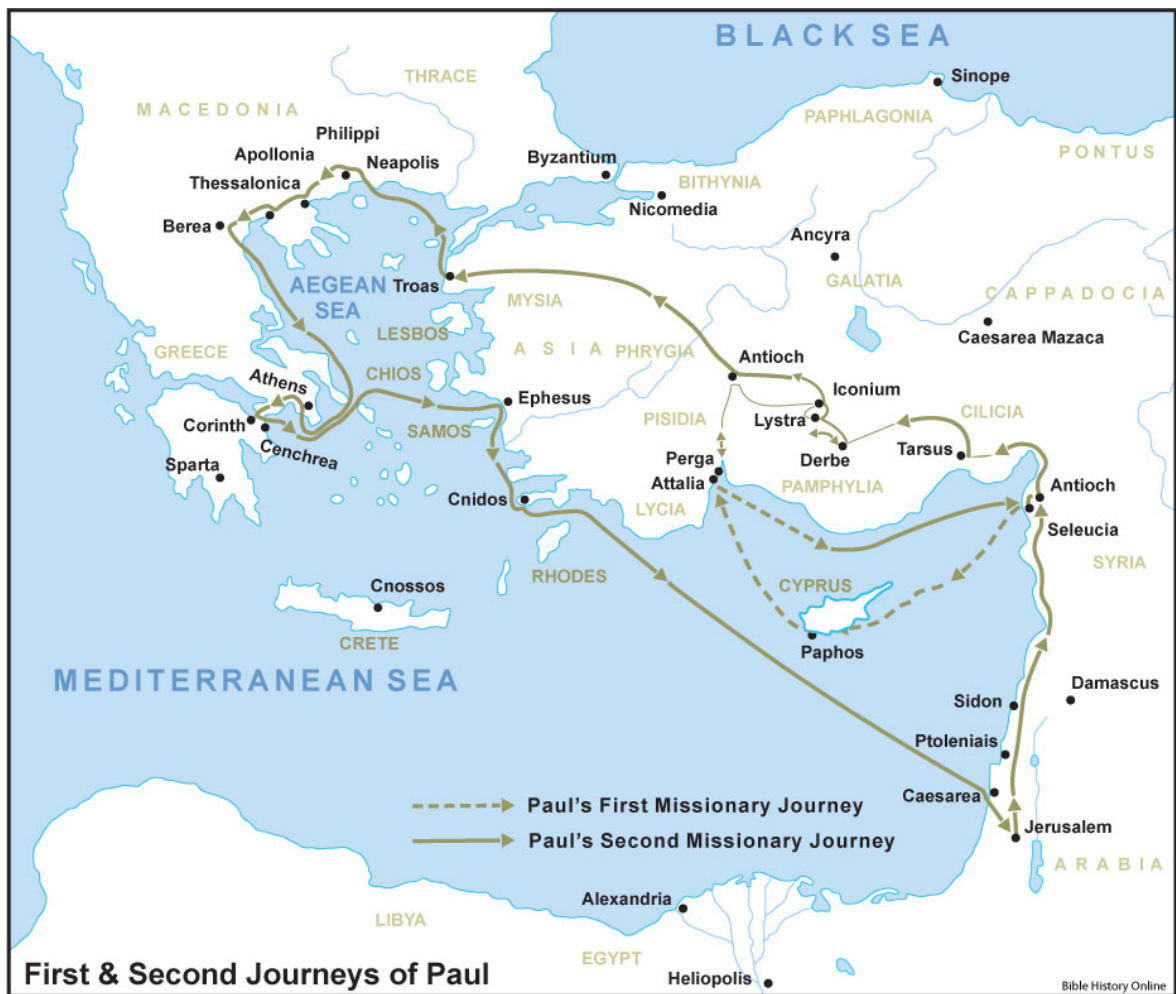 BLACK SEA
Sinope
THRACE
MACEDONIA
PAPHLAGONIA
Philippi
PONTUS
Apollonia
Neapolis
Byzantium
BITHYNIA
Thessalonica
Nicomedia
Berea
Ancyra
AEGEAN
SEA
Troas
GALATIA
MYSIA
CAPPADOCIA
LESBOS
Caesarea Mazaca
GREECE
ASIA
PHRYGIA
Antioch
CHIOS
Athens
Iconium
Ephesus
Corinth
PISIDIA
Lystra
CILICIA
SAMOS
Cenchrea
Derbe
Tarsus
Sparta
Perga
Attalia
PAMPHYLIA
Cnidos
LYCIA
Antioch
Seleucia
SYRIA
RHODES
Cnossos
CYPRUS
CRETE
Paphos
MEDITERRANEAN SEA
Damascus
Sidon
Ptoleniais
Caesarea
Paul's First Missionary Journey
Jerusalem
Paul's Second Missionary Journey
ARABIA
Alexandria
LIBYA
EGYPT
First & Second Journeys of Paul
Heliopolis
Bible History Online